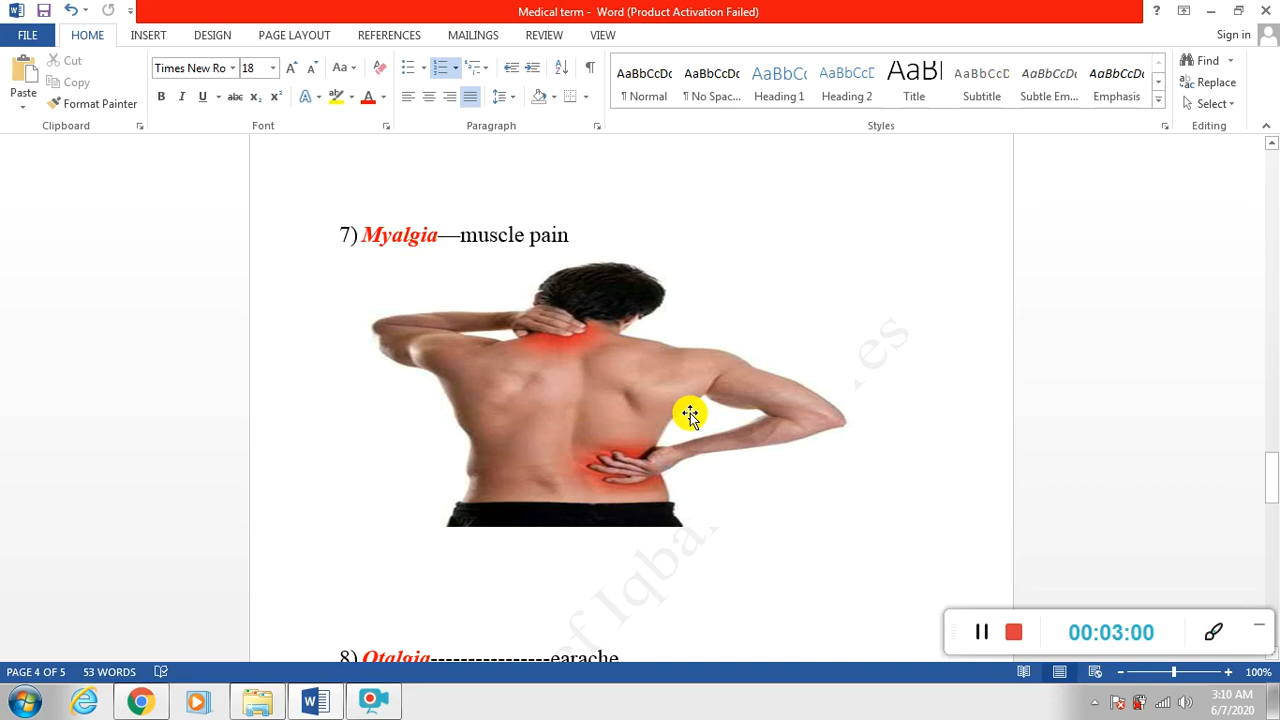 Medical term - Word (Product Activation Failed)
FILE HOME INSERT DESIGN PAGE LAYOUT REFERENCES MAILINGS REVIEW VIEW Sign in
Paste Cut Copy Format Painter
Clipboard
Times New Ro 18
Font
Paragraph
AaBbCcDc AaBbCcDc AaBbCc AaBbCcD AaBl AaBbCcD AaBbCcDc AaBbCcDc
¶ Normal ¶ No Spac... Heading 1 Heading 2 Title Subtitle Subtle Em... Emphasis
Styles
Find
Replace
Select
Editing
7) Myalgia—muscle pain
ef Iqba
es
8) Otalgia-----------------earache
00:03:00
PAGE 4 OF 5 53 WORDS 100%
3:10 AM
6/7/2020